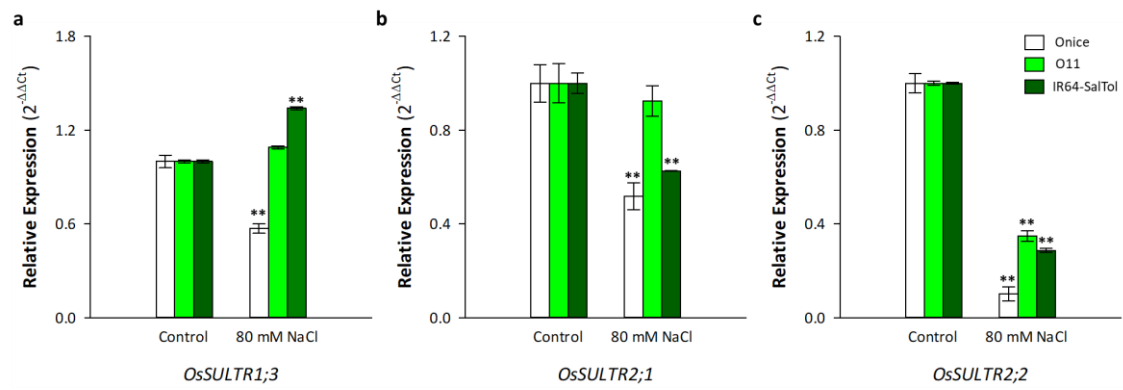 a
Relative Expression (2^-ΔΔCt)
1.8
1.2
0.6
0.0
**
**
Control 80 mM NaCl
OsSULTR1;3
b
Relative Expression (2^-ΔΔCt)
1.2
0.8
0.4
0.0
**
**
Control 80 mM NaCl
OsSULTR2;1
c
Relative Expression (2^-ΔΔCt)
1.2
0.8
0.4
0.0
Onice
O11
IR64-SalTol
**
**
**
Control 80 mM NaCl
OsSULTR2;2